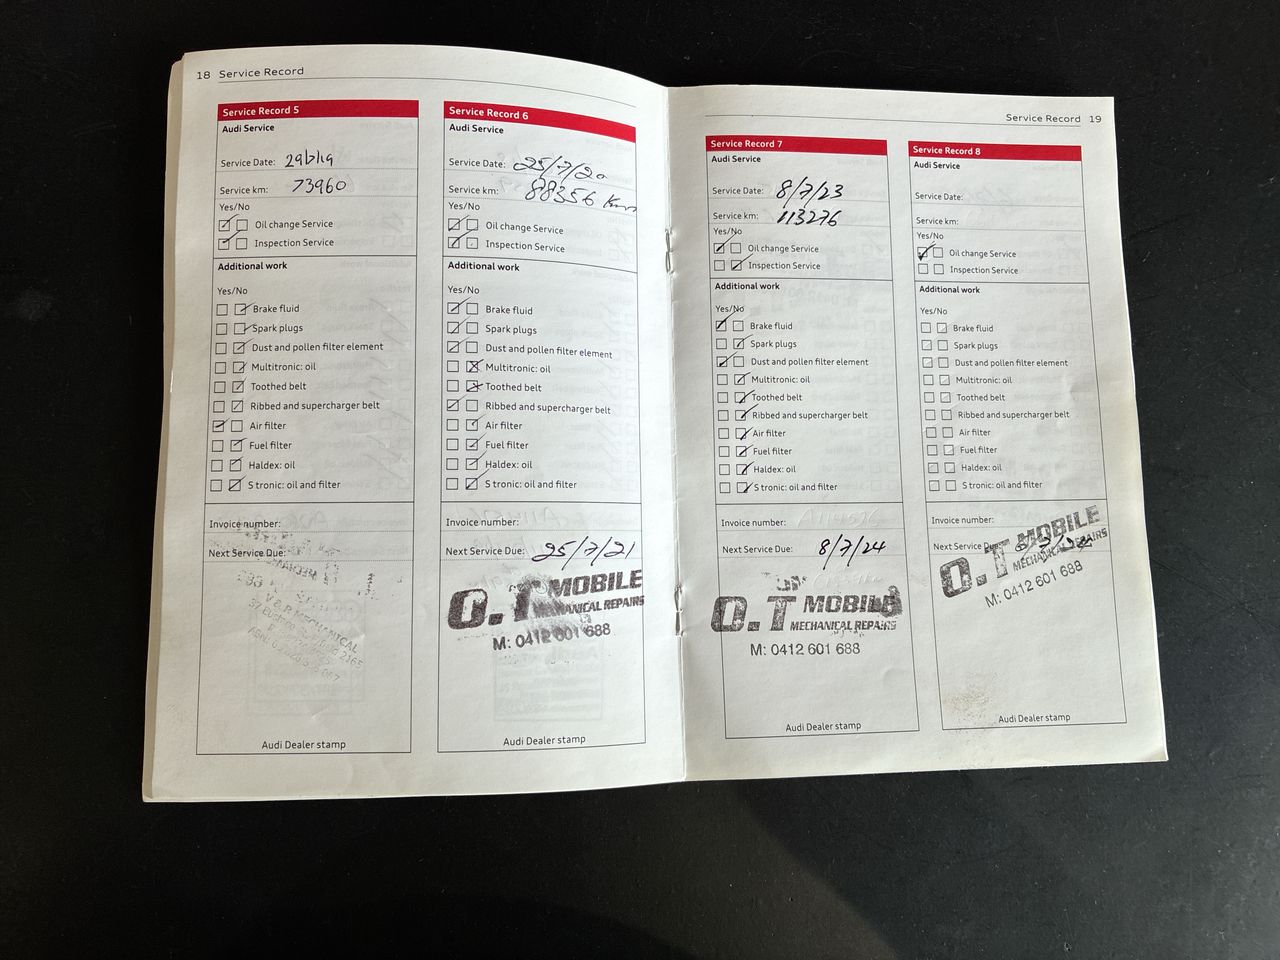 18 Service Record
Service Record 5
Audi Service
Service Date: 29/7/19
Service km: 73960
Yes/No
Oil change Service
Inspection Service
Additional work
Yes/No
Brake fluid
Spark plugs
Dust and pollen filter element
Multitronic: oil
Toothed belt
Ribbed and supercharger belt
Air filter
Fuel filter
Haldex: oil
S tronic: oil and filter
Invoice number:
Next Service Due:
V & R MECHANICAL
Audi Dealer stamp
Service Record 6
Audi Service
Service Date: 25/7/20
Service km: 88356 Kms
Yes/No
Oil change Service
Inspection Service
Additional work
Yes/No
Brake fluid
Spark plugs
Dust and pollen filter element
Multitronic: oil
Toothed belt
Ribbed and supercharger belt
Air filter
Fuel filter
Haldex: oil
S tronic: oil and filter
Invoice number:
Next Service Due: 25/7/21
O.T MOBILE
MECHANICAL REPAIRS
M: 0412 601 688
Audi Dealer stamp
Service Record 19
Service Record 7
Audi Service
Service Date: 8/7/23
Service km: 113276
Yes/No
Oil change Service
Inspection Service
Additional work
Yes/No
Brake fluid
Spark plugs
Dust and pollen filter element
Multitronic: oil
Toothed belt
Ribbed and supercharger belt
Air filter
Fuel filter
Haldex: oil
S tronic: oil and filter
Invoice number:
Next Service Due: 8/7/24
O.T MOBILE
MECHANICAL REPAIRS
M: 0412 601 688
Audi Dealer stamp
Service Record 8
Audi Service
Service Date:
Service km:
Yes/No
Oil change Service
Inspection Service
Additional work
Yes/No
Brake fluid
Spark plugs
Dust and pollen filter element
Multitronic: oil
Toothed belt
Ribbed and supercharger belt
Air filter
Fuel filter
Haldex: oil
S tronic: oil and filter
Invoice number:
Next Service
O.T MOBILE
MECHANICAL REPAIRS
M: 0412 601 688
Audi Dealer stamp